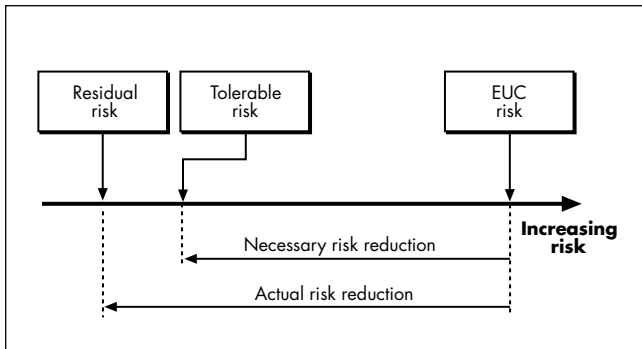 Residual
risk
Tolerable
risk
EUC
risk
Increasing
risk
Necessary risk reduction
Actual risk reduction